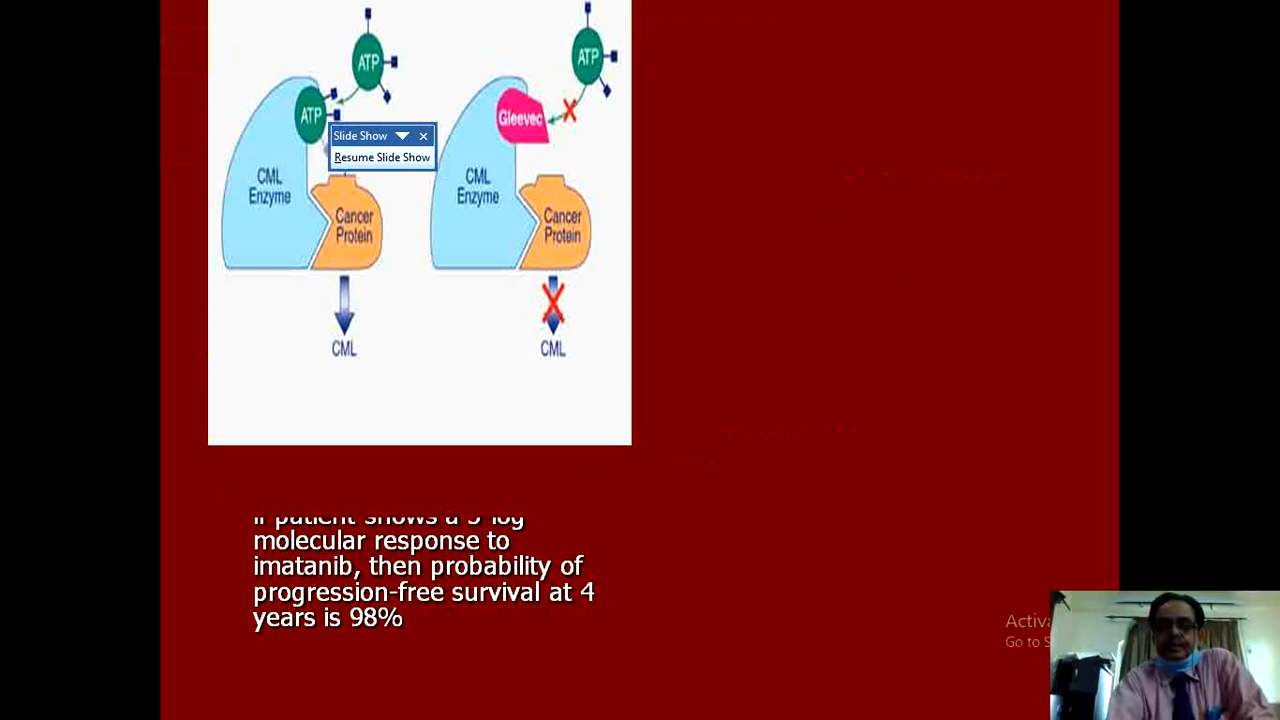 ATP
ATP
ATP
ATP
Gleevec
Slide Show
Resume Slide Show
CML
Enzyme
CML
Enzyme
Cancer
Protein
Cancer
Protein
CML
CML
if patient shows a 3 log
molecular response to
imatanib, then probability of
progression-free survival at 4
years is 98%
Activa
Go to S